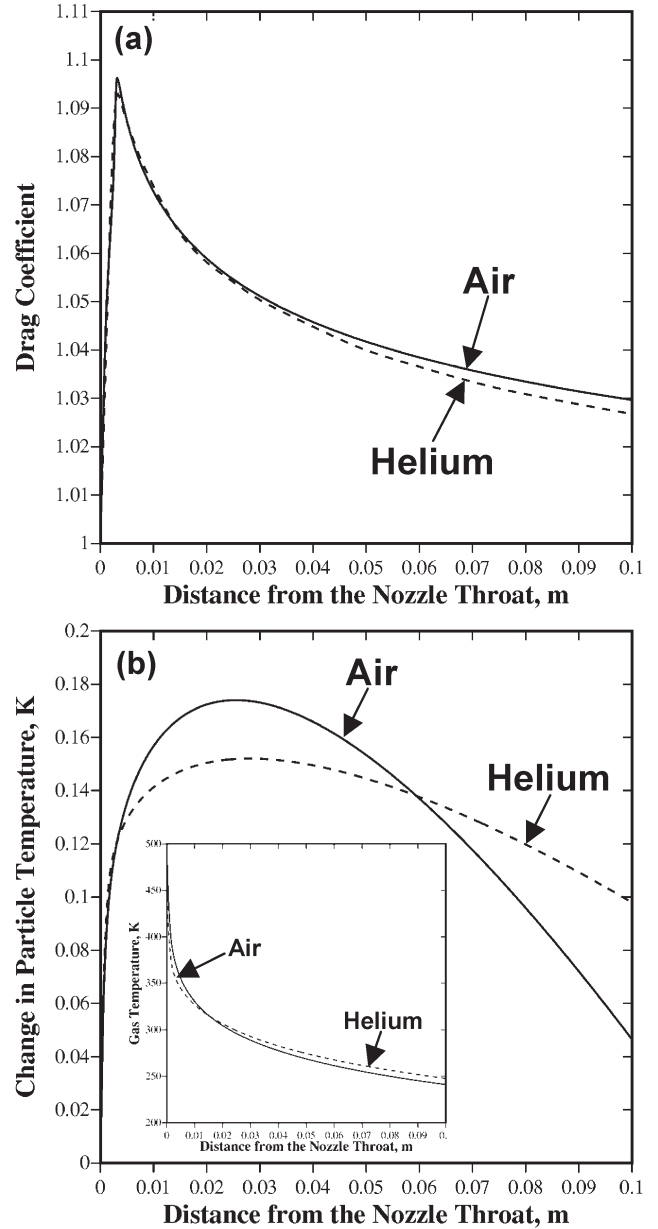 (a)
1.11
1.1
1.09
1.08
1.07
1.06
1.05
1.04
1.03
1.02
1.01
1
Drag Coefficient
Air
Helium
0 0.01 0.02 0.03 0.04 0.05 0.06 0.07 0.08 0.09 0.1
Distance from the Nozzle Throat, m
(b)
0.2
0.18
0.16
0.14
0.12
0.1
0.08
0.06
0.04
0.02
0
Change in Particle Temperature, K
Air
Helium
500
450
400
350
300
250
200
Gas Temperature, K
Air
Helium
0 0.01 0.02 0.03 0.04 0.05 0.06 0.07 0.08 0.09 0.
Distance from the Nozzle Throat, m
0 0.01 0.02 0.03 0.04 0.05 0.06 0.07 0.08 0.09 0.1
Distance from the Nozzle Throat, m